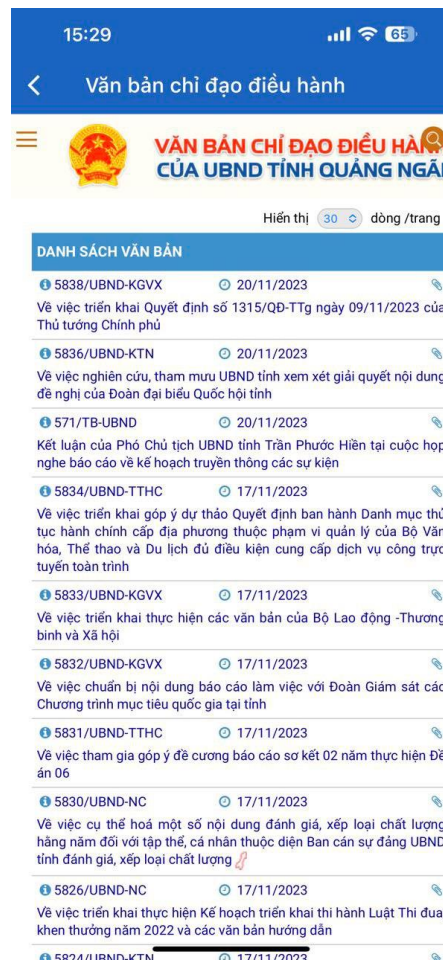 15:29
65
Văn bản chỉ đạo điều hành
VĂN BẢN CHỈ ĐẠO ĐIỀU HÀN
CỦA UBND TỈNH QUẢNG NGÃI
Hiển thị 30 dòng /trang
DANH SÁCH VĂN BẢN
5838/UBND-KGVX 20/11/2023
Về việc triển khai Quyết định số 1315/QĐ-TTg ngày 09/11/2023 của
Thủ tướng Chính phủ
5836/UBND-KTN 20/11/2023
Về việc nghiên cứu, tham mưu UBND tỉnh xem xét giải quyết nội dung
đề nghị của Đoàn đại biểu Quốc hội tỉnh
571/TB-UBND 20/11/2023
Kết luận của Phó Chủ tịch UBND tỉnh Trần Phước Hiền tại cuộc họp
nghe báo cáo về kế hoạch truyền thông các sự kiện
5834/UBND-TTHC 17/11/2023
Về việc triển khai góp ý dự thảo Quyết định ban hành Danh mục thủ
tục hành chính cấp địa phương thuộc phạm vi quản lý của Bộ Văn
hóa, Thể thao và Du lịch đủ điều kiện cung cấp dịch vụ công trực
tuyến toàn trình
5833/UBND-KGVX 17/11/2023
Về việc triển khai thực hiện các văn bản của Bộ Lao động -Thương
binh và Xã hội
5832/UBND-KGVX 17/11/2023
Về việc chuẩn bị nội dung báo cáo làm việc với Đoàn Giám sát các
Chương trình mục tiêu quốc gia tại tỉnh
5831/UBND-TTHC 17/11/2023
Về việc tham gia góp ý đề cương báo cáo sơ kết 02 năm thực hiện Đề
án 06
5830/UBND-NC 17/11/2023
Về việc cụ thể hoá một số nội dung đánh giá, xếp loại chất lượng
hằng năm đối với tập thể, cá nhân thuộc diện Ban cán sự đảng UBND
tỉnh đánh giá, xếp loại chất lượng
5826/UBND-NC 17/11/2023
Về việc triển khai thực hiện Kế hoạch triển khai thi hành Luật Thi đua
khen thưởng năm 2022 và các văn bản hướng dẫn
5824/UBND-KTN 17/11/2023